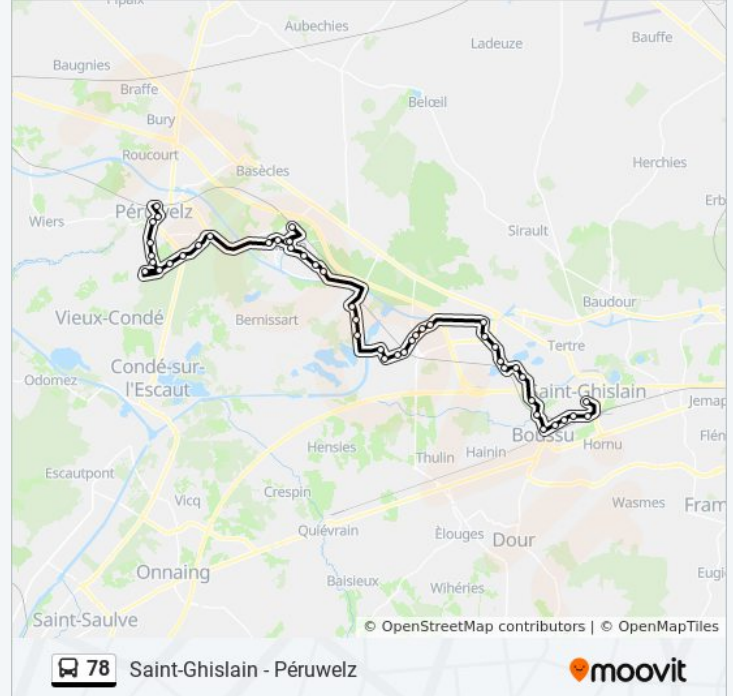 Aubechies
Ladeuze
Bauffe
Baugnies
Braffe
Belœil
Bury
Roucourt
Basècles
Herchies
Péruwelz
Wiers
Sirault
Baudour
Vieux-Condé
Bernissart
Tertre
Condé-sur-
l'Escaut
Odomez
Saint-Ghislain
Boussu
Hornu
Hensies
Thulin
Hainin
Escautpont
Crespin
Vicq
Wasmes
Quiévrain
Élouges
Dour
Onnaing
Baisieux
Wihéries
Saint-Saulve
© OpenStreetMap contributors | © OpenMapTiles
78 Saint-Ghislain - Péruwelz
moovit